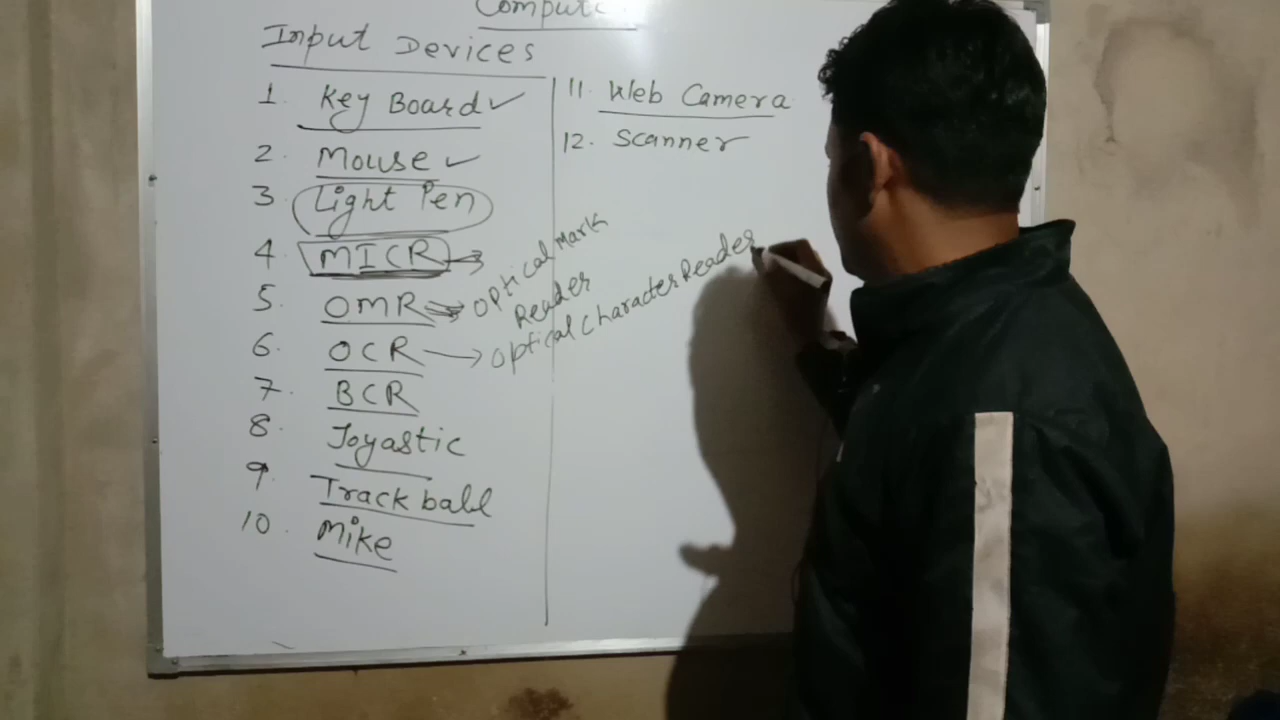 Input Devices
1. Key Board ✓
2. Mouse ✓
3. Light Pen
4. MICR →
5. OMR → Optical Mark
Reader
6. OCR → Optical Character Reader
7. BCR
8. Joyastic
9. Track ball
10. Mike
11. Web Camera
12. Scanner